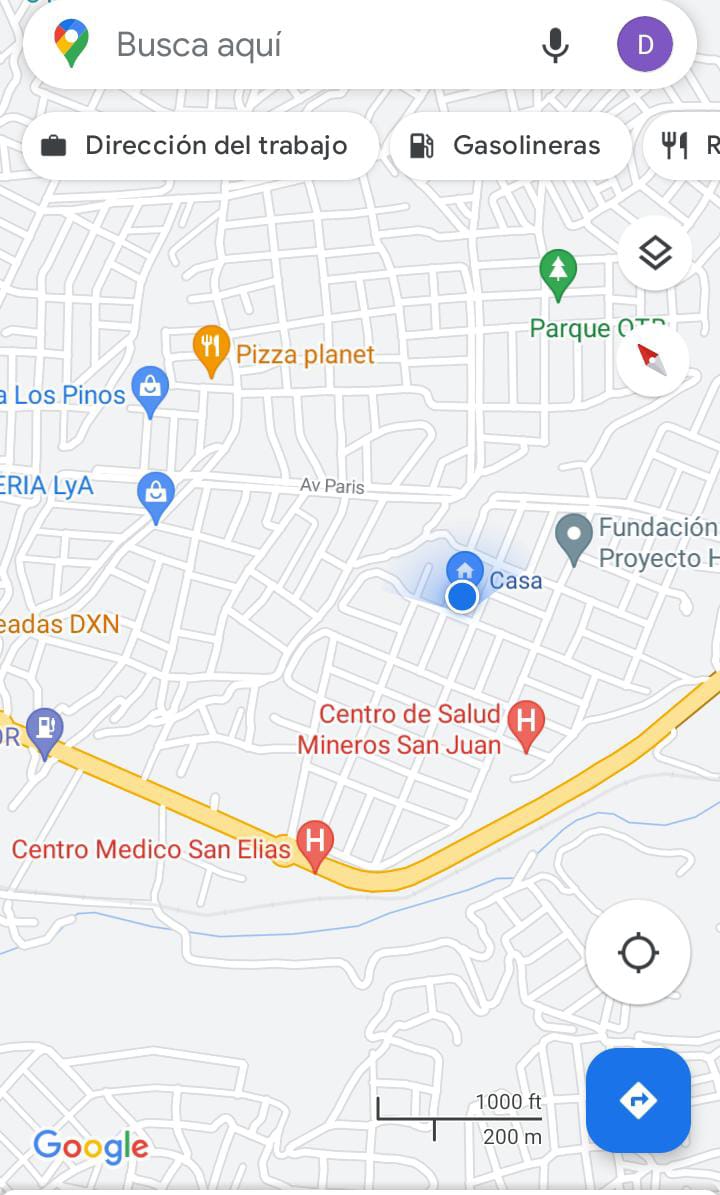 Busca aquí
D
Dirección del trabajo
Gasolineras
R
Parque OTB
Pizza planet
a Los Pinos
ERIA LyA
Av Paris
Fundación
Proyecto H
Casa
eadas DXN
Centro de Salud
Mineros San Juan
OR
Centro Medico San Elias
1000 ft
200 m
Google